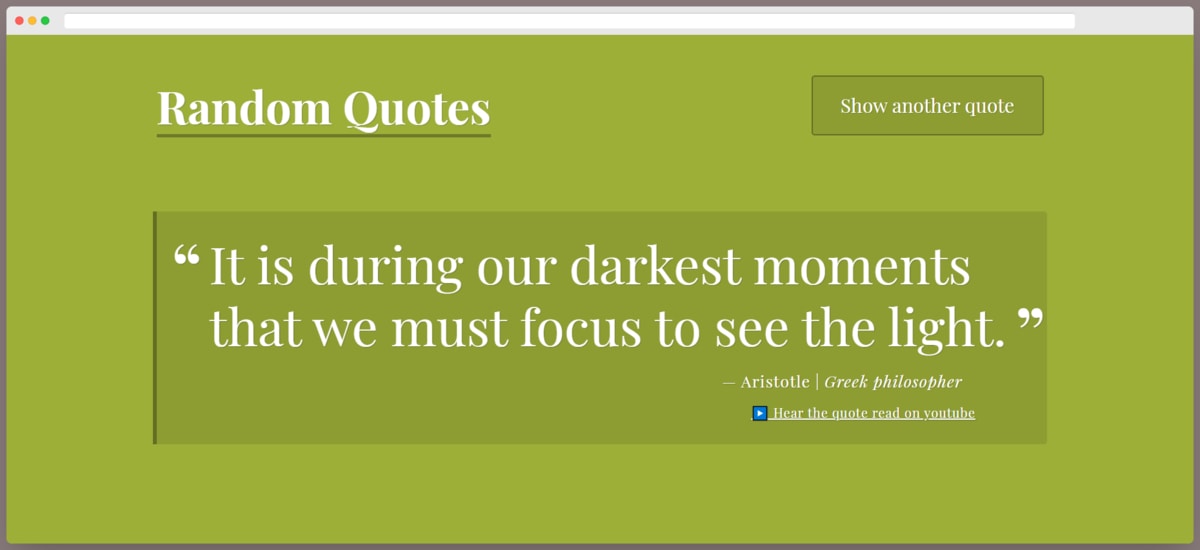 Random Quotes
Show another quote
“ It is during our darkest moments
that we must focus to see the light. ”
— Aristotle | Greek philosopher
▶️ Hear the quote read on youtube